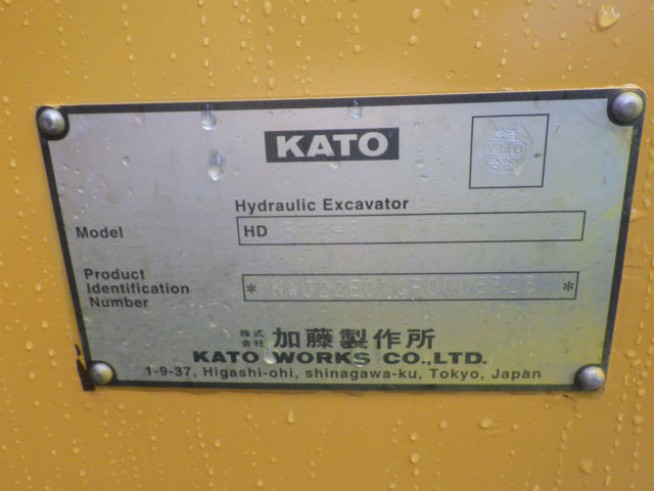 KATO
KATO
Hydraulic Excavator
Model HD
Product
Identification
Number
* *
株式
会社 加藤製作所
KATO WORKS CO.,LTD.
1-9-37, Higashi-ohi, shinagawa-ku, Tokyo, Japan